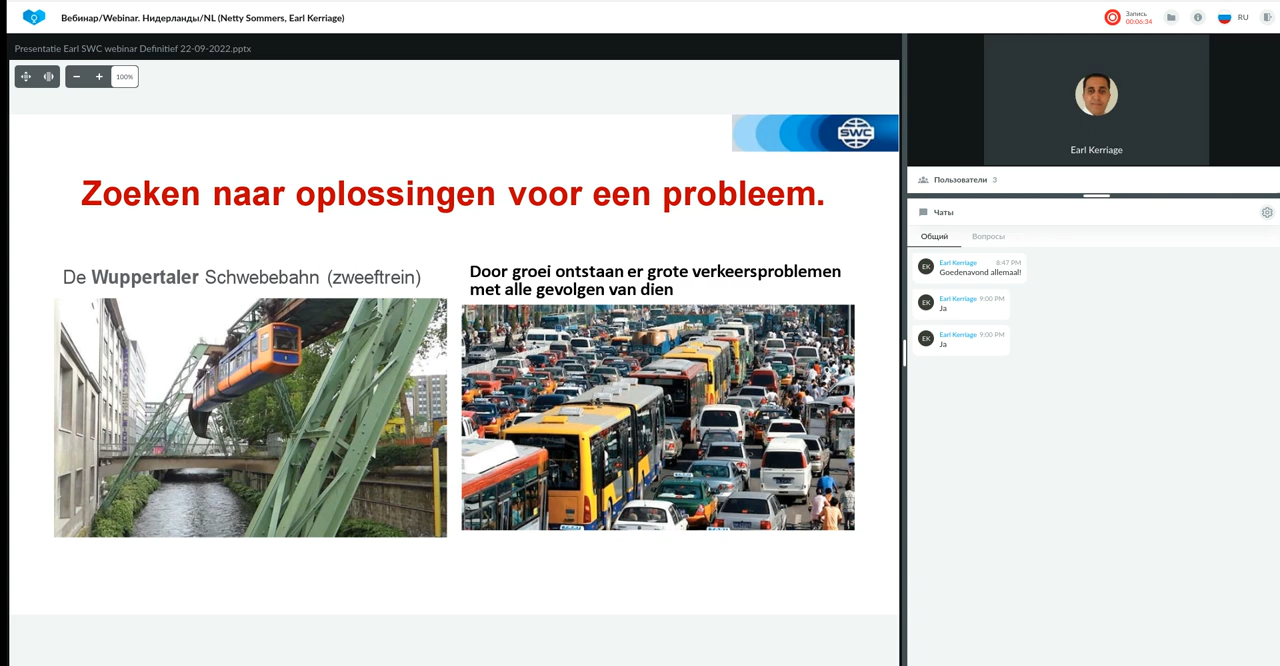 Вебинар/Webinar. Нидерланды/NL (Netty Sommers, Earl Kerriage)
Запись
00:06:34
RU
Presentatie Earl SWC webinar Definitief 22-09-2022.pptx
100%
SWC
Zoeken naar oplossingen voor een probleem.
De Wuppertaler Schwebebahn (zweeftrein)
Door groei ontstaan er grote verkeersproblemen
met alle gevolgen van dien
Earl Kerriage
Пользователи 3
Чаты
Общий Вопросы
EK Earl Kerriage 8:47 PM
Goedenavond allemaal!
EK Earl Kerriage 9:00 PM
Ja
EK Earl Kerriage 9:00 PM
Ja